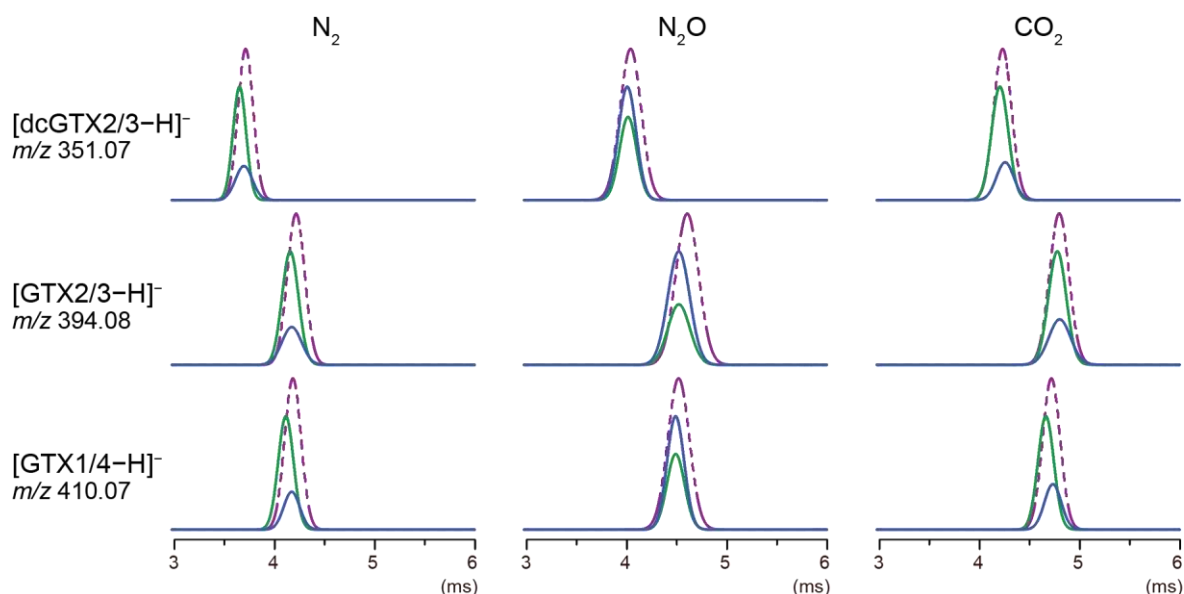 N₂ N₂O CO₂
[dcGTX2/3−H]⁻
m/z 351.07
[GTX2/3−H]⁻
m/z 394.08
[GTX1/4−H]⁻
m/z 410.07
3 4 5 6 3 4 5 6 3 4 5 6
(ms) (ms) (ms)